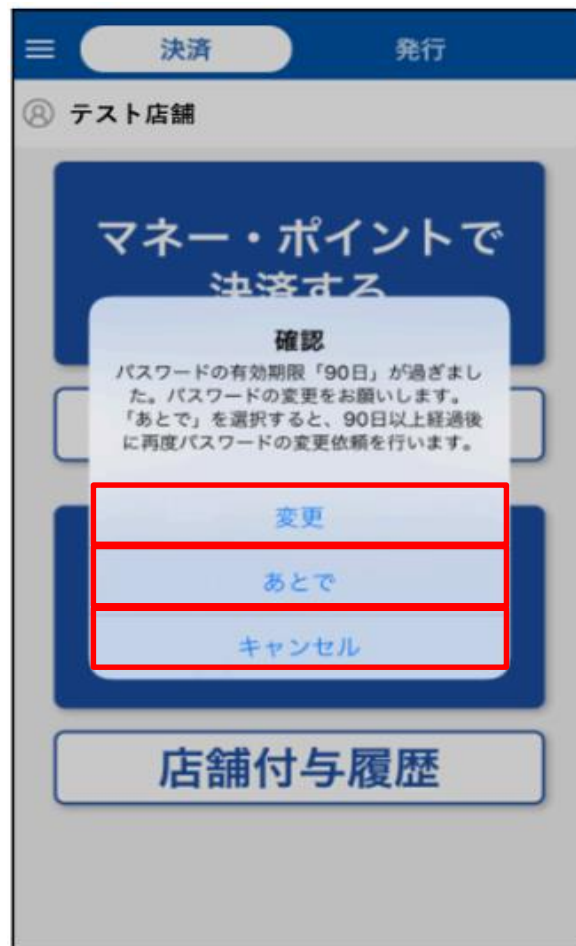 決済
発行
テスト店舗
マネー・ポイントで
決済する
確認
パスワードの有効期限「90日」が過ぎまし
た。パスワードの変更をお願いします。
「あとで」を選択すると、90日以上経過後
に再度パスワードの変更依頼を行います。
変更
あとで
キャンセル
店舗付与履歴